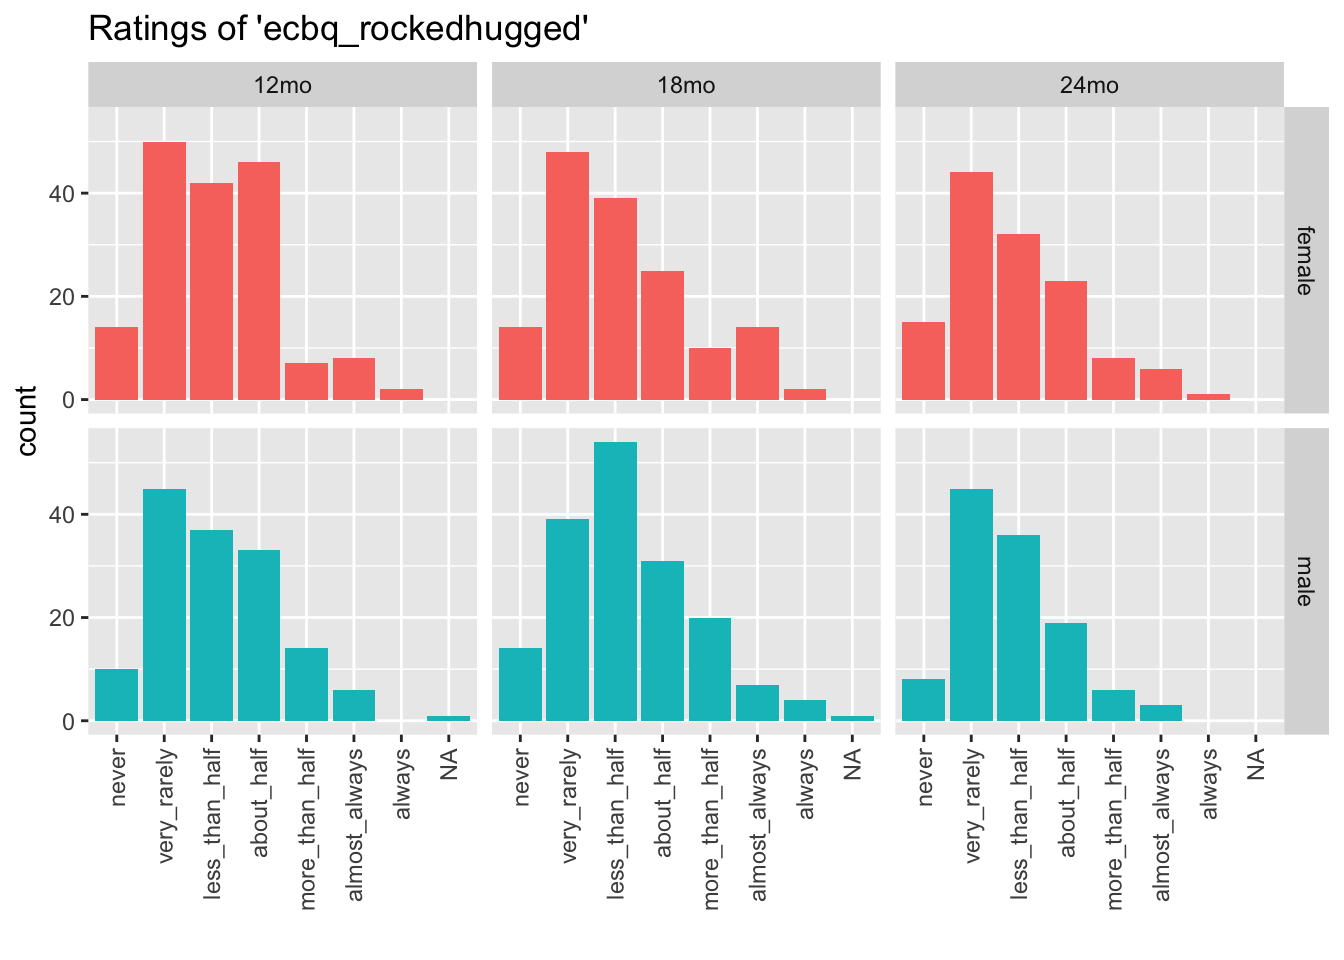 Ratings of 'ecbq_rockedhugged'
12mo
18mo
24mo
40
20
0
female
40
20
0
male
count
never
very_rarely
less_than_half
about_half
more_than_half
almost_always
always
NA
never
very_rarely
less_than_half
about_half
more_than_half
almost_always
always
NA
never
very_rarely
less_than_half
about_half
more_than_half
almost_always
always
NA